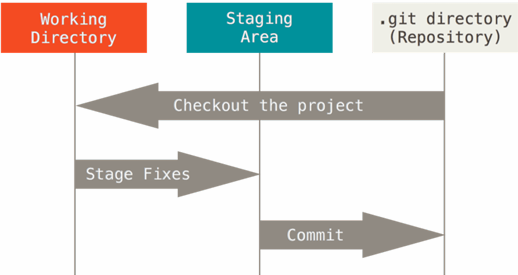 Working
Directory
Staging
Area
.git directory
(Repository)
Checkout the project
Stage Fixes
Commit